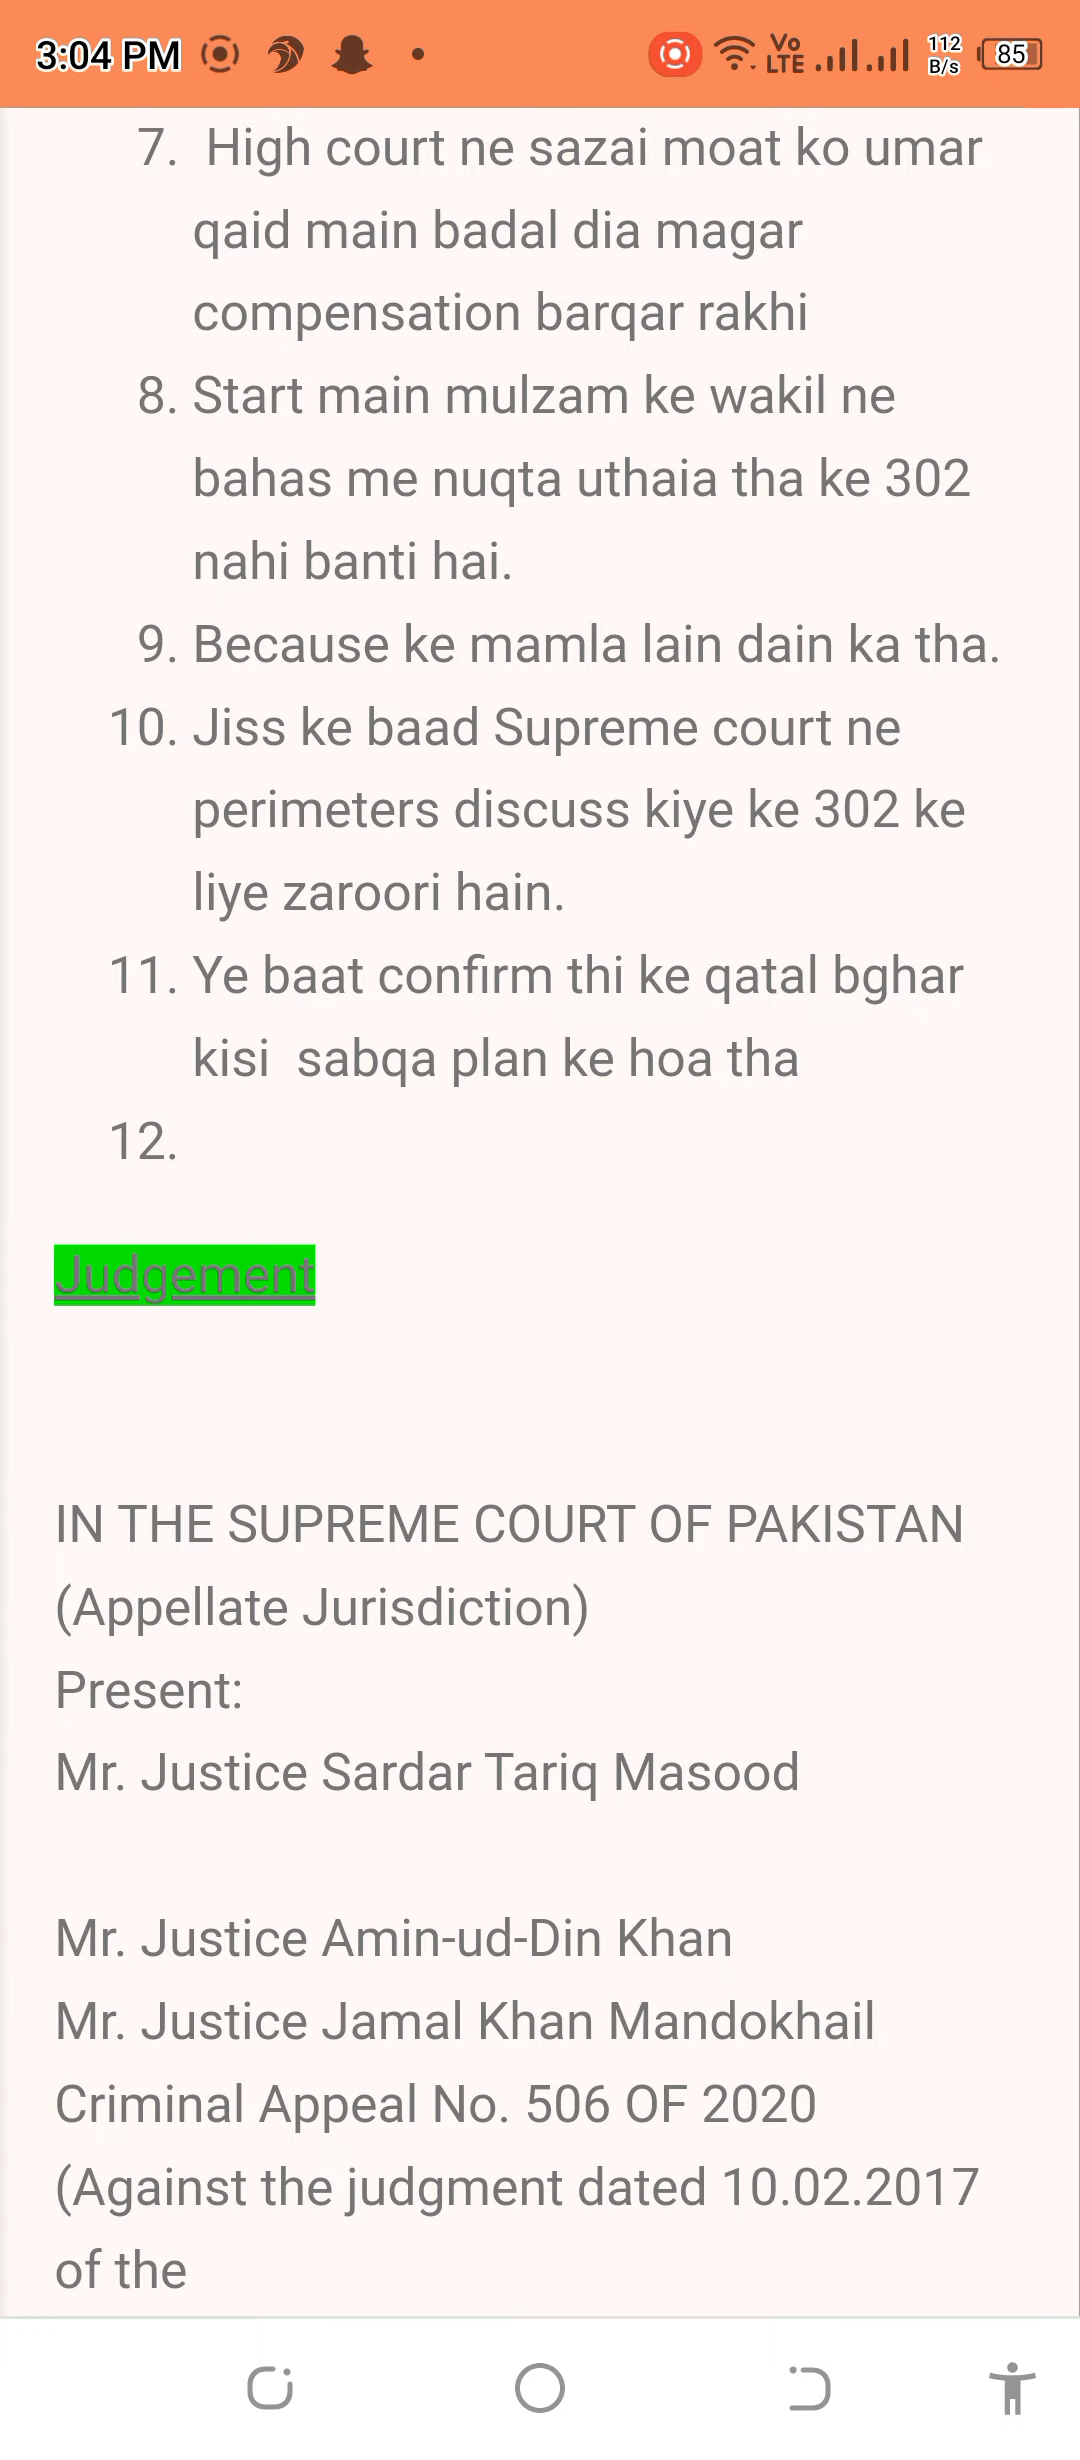 3:04 PM
Vo
LTE
112
B/s
85
7. High court ne sazai moat ko umar
qaid main badal dia magar
compensation barqar rakhi
8. Start main mulzam ke wakil ne
bahas me nuqta uthaia tha ke 302
nahi banti hai.
9. Because ke mamla lain dain ka tha.
10. Jiss ke baad Supreme court ne
perimeters discuss kiye ke 302 ke
liye zaroori hain.
11. Ye baat confirm thi ke qatal bghar
kisi  sabqa plan ke hoa tha
12.
Judgement
IN THE SUPREME COURT OF PAKISTAN
(Appellate Jurisdiction)
Present:
Mr. Justice Sardar Tariq Masood
Mr. Justice Amin-ud-Din Khan
Mr. Justice Jamal Khan Mandokhail
Criminal Appeal No. 506 OF 2020
(Against the judgment dated 10.02.2017
of the